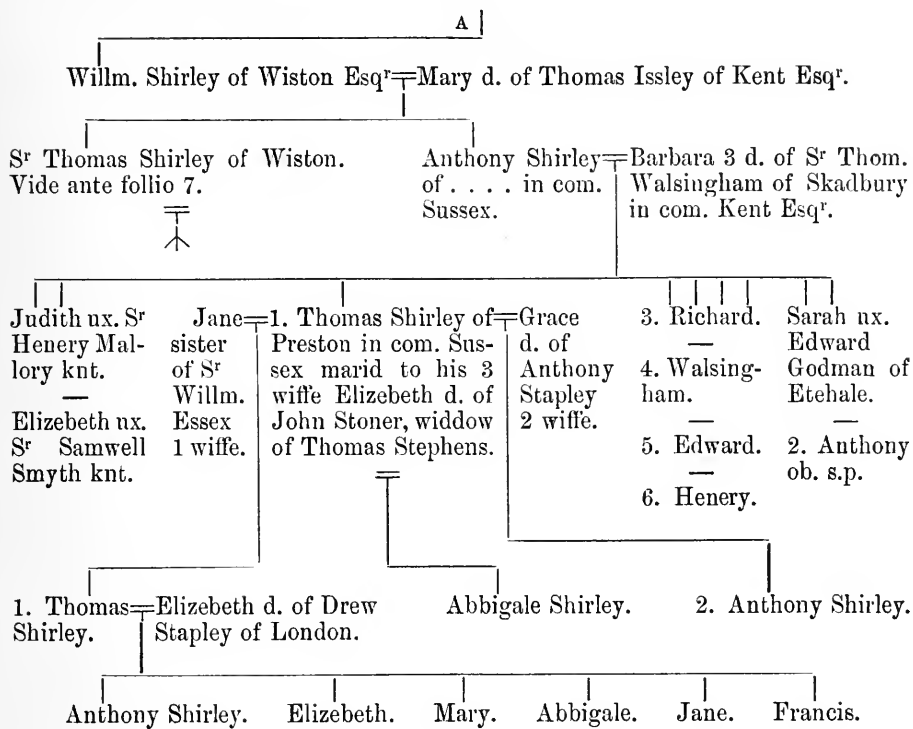 A
Willm. Shirley of Wiston Esqʳ Mary d. of Thomas Issley of Kent Esqʳ.
Sʳ Thomas Shirley of Wiston.
Vide ante follio 7.
Anthony Shirley
of . . . . in com.
Sussex.
Barbara 3 d. of Sʳ Thom.
Walsingham of Skadbury
in com. Kent Esqʳ.
Judith ux. Sʳ
Henery Mal-
lory knt.
—
Elizebeth ux.
Sʳ Samwell
Smyth knt.
Jane
sister
of Sʳ
Willm.
Essex
1 wiffe.
1. Thomas Shirley of
Preston in com. Sus-
sex marid to his 3
wiffe Elizebeth d. of
John Stoner, widdow
of Thomas Stephens.
Grace
d. of
Anthony
Stapley
2 wiffe.
3. Richard.
—
4. Walsing-
ham.
—
5. Edward.
—
6. Henery.
Sarah ux.
Edward
Godman of
Etehale.
—
2. Anthony
ob. s.p.
1. Thomas
Shirley.
Elizebeth d. of Drew
Stapley of London.
Abbigale Shirley.
2. Anthony Shirley.
Anthony Shirley. Elizebeth. Mary. Abbigale. Jane. Francis.